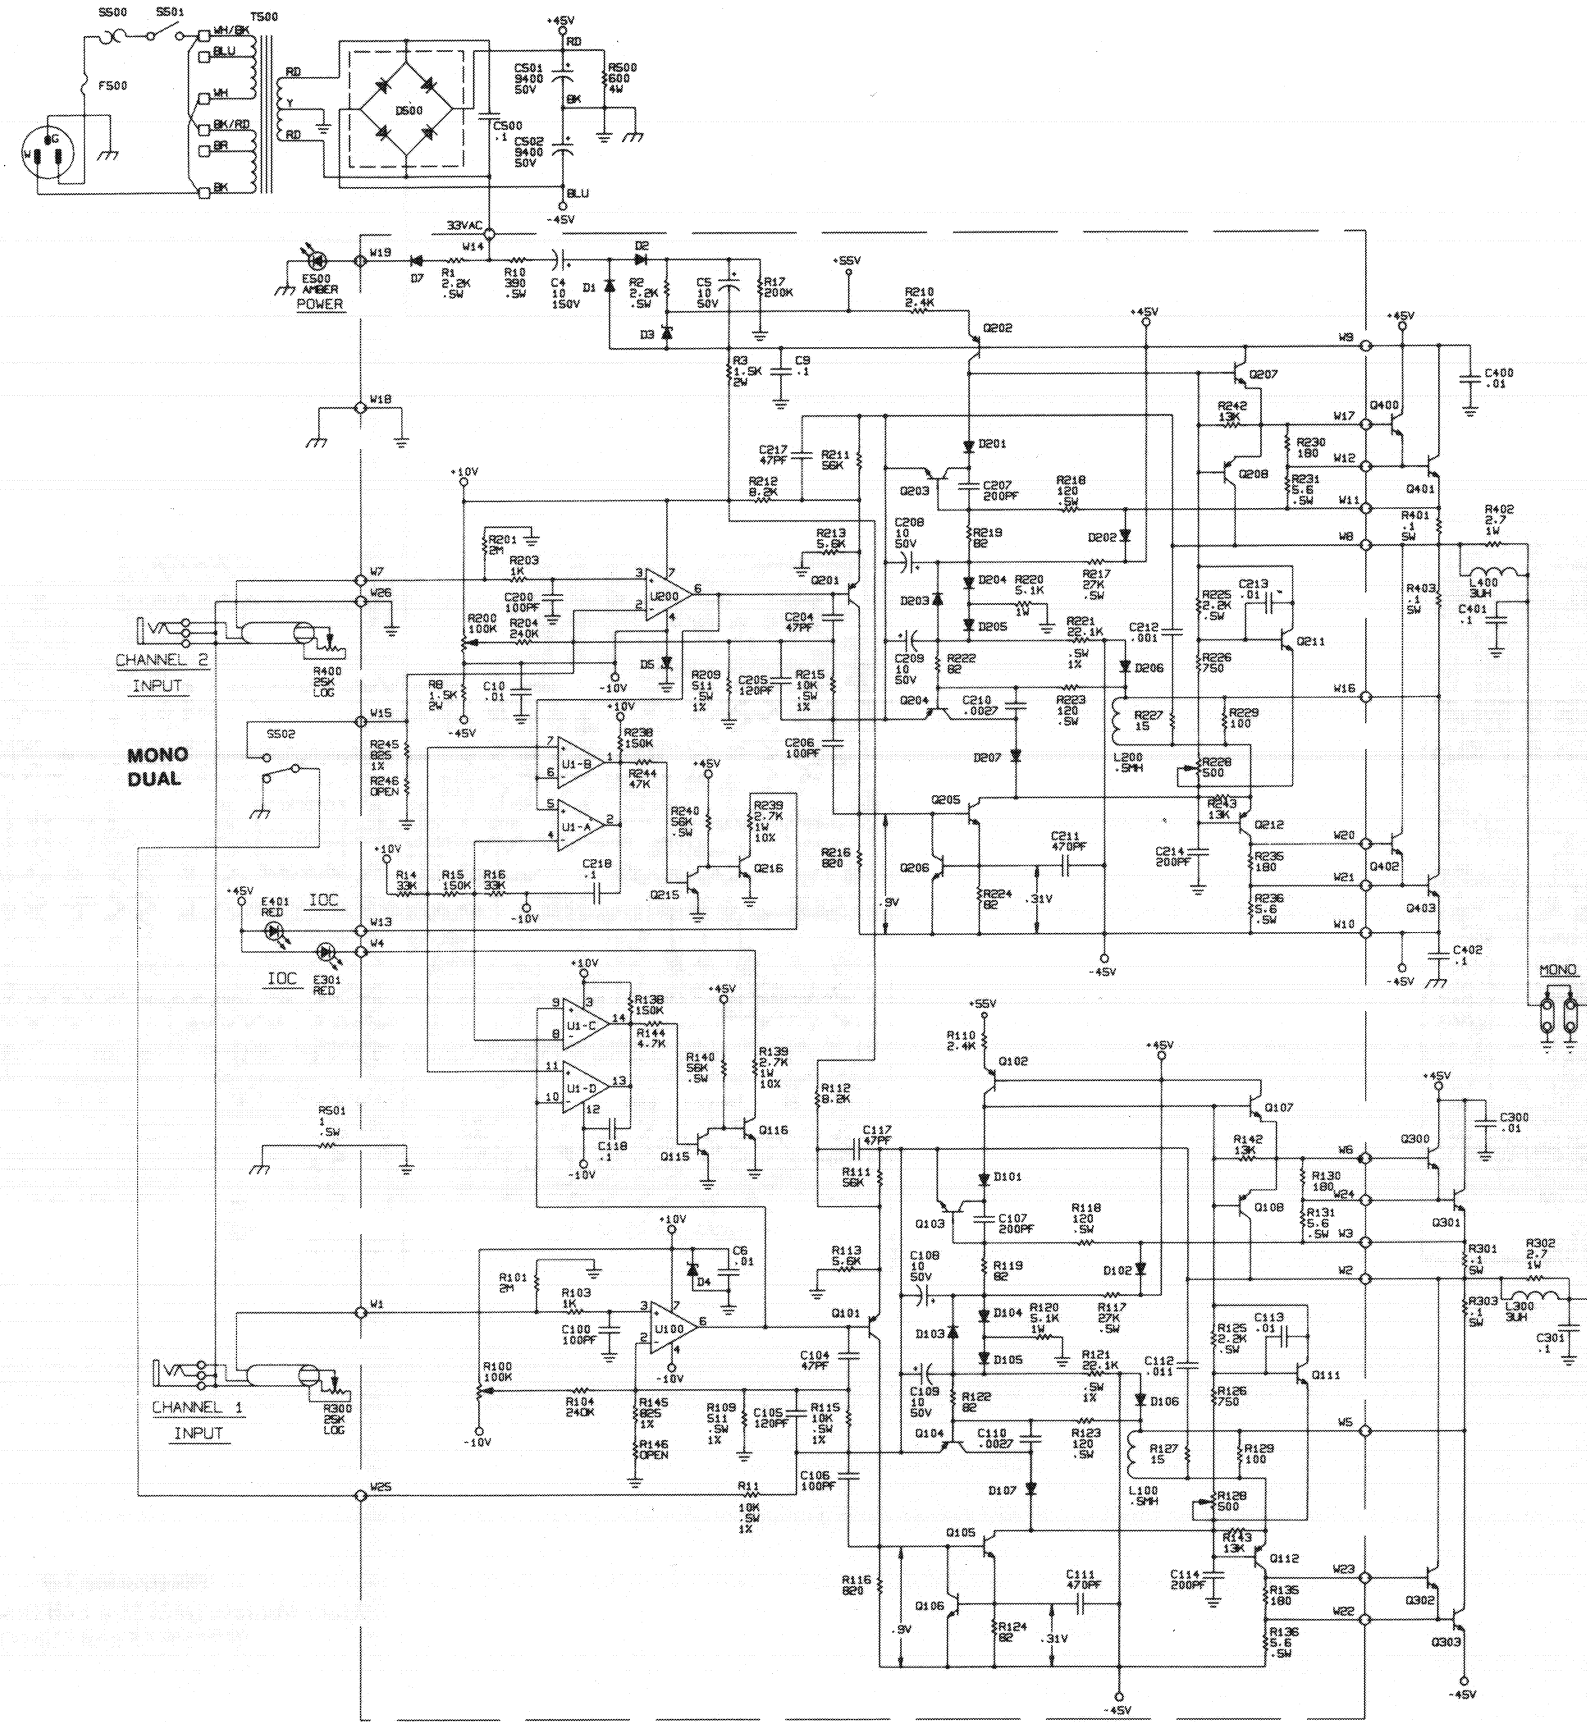 S500
S501
T500
WH/BK
BLU
F500
WH
BK/RD
BR
BK
G
W
RD
Y
RD
D500
C500
.1
+45V
RD
C501
9400
50V
R500
600
4W
BK
C502
9400
50V
BLU
-45V
33VAC
W14
W19
E500
AMBER
POWER
D7
R1
2.2K
.5W
R10
390
.5W
C4
10
150V
D1
D2
R2
2.2K
.5W
D3
C5
10
50V
R17
200K
+55V
R210
2.4K
Q202
+45V
W9
+45V
R3
1.5K
2W
C9
.1
Q207
C400
.01
W18
R242
13K
W17
Q400
+10V
C217
47PF
R211
56K
D201
R230
180
W12
R212
8.2K
Q203
C207
200PF
R218
120
.5W
Q208
R231
5.6
.5W
W11
Q401
R201
2M
R213
5.6K
C208
10
50V
R219
82
D202
W8
R401
.1
5W
R402
2.7
1W
W7
R203
1K
3
7
U200
6
2
4
Q201
D204
R217
27K
.5W
L400
3UH
W26
C200
100PF
D203
R220
5.1K
1W
R225
2.2K
.5W
C213
.01
R403
.1
5W
C401
.1
R200
100K
R204
240K
C204
47PF
D205
R221
22.1K
.5W
1%
C212
.001
Q211
CHANNEL 2
INPUT
R400
25K
LOG
D5
C209
10
50V
R222
82
D206
R226
750
R8
1.5K
2W
C10
.01
-10V
R209
511
.5W
1%
C205
120PF
R215
10K
.5W
1%
Q204
C210
.0027
R223
120
.5W
W16
W15
-45V
+10V
R227
15
R229
100
S502
MONO
DUAL
R245
825
1%
R246
OPEN
7
U1-B
1
6
R238
150K
R244
47K
C206
100PF
D207
L200
.5MH
R228
500
+45V
5
U1-A
2
4
R240
56K
.5W
R239
2.7K
1W
10%
Q205
R243
13K
Q212
W20
+10V
R14
33K
R15
150K
R16
33K
C218
.1
Q215
Q216
R216
820
Q206
C211
470PF
C214
200PF
R235
180
Q402
W21
+45V
E401
RED
IOC
-10V
.9V
R224
82
.31V
R236
5.6
.5W
Q403
W13
W10
W4
IOC
E301
RED
+10V
-45V
-45V
C402
.1
MONO
9
3
U1-C
14
8
R138
150K
R144
4.7K
+45V
+55V
R110
2.4K
Q102
+45V
11
U1-D
13
10
12
R140
56K
.5W
R139
2.7K
1W
10%
R112
8.2K
Q107
+45V
R501
1
.5W
C118
.1
-10V
Q115
Q116
C117
47PF
R111
56K
R142
13K
W6
Q300
C300
.01
D101
R130
180
W24
Q103
C107
200PF
R118
120
.5W
Q108
R131
5.6
.5W
W3
Q301
+10V
R101
2M
D4
C6
.01
R113
5.6K
C108
10
50V
R119
82
D102
W2
R301
.1
5W
R302
2.7
1W
W1
R103
1K
3
7
U100
6
2
4
Q101
D104
R120
5.1K
1W
R117
27K
.5W
R303
.1
5W
L300
3UH
C100
100PF
D103
R125
2.2K
.5W
C113
.01
C301
.1
R100
100K
-10V
C104
47PF
D105
R121
22.1K
.5W
1%
C112
.011
Q111
R104
240K
C109
10
50V
R122
82
D106
R126
750
CHANNEL 1
INPUT
R300
25K
LOG
-10V
R145
825
1%
R146
OPEN
R109
511
.5W
1%
C105
120PF
R115
10K
.5W
1%
Q104
C110
.0027
R123
120
.5W
W5
R127
15
R129
100
W25
R11
10K
.5W
1%
C106
100PF
D107
L100
.5MH
R128
500
Q105
R143
13K
Q112
W23
R116
820
Q106
C111
470PF
C114
200PF
R135
180
Q302
W22
.9V
R124
82
.31V
R136
5.6
.5W
Q303
-45V
-45V